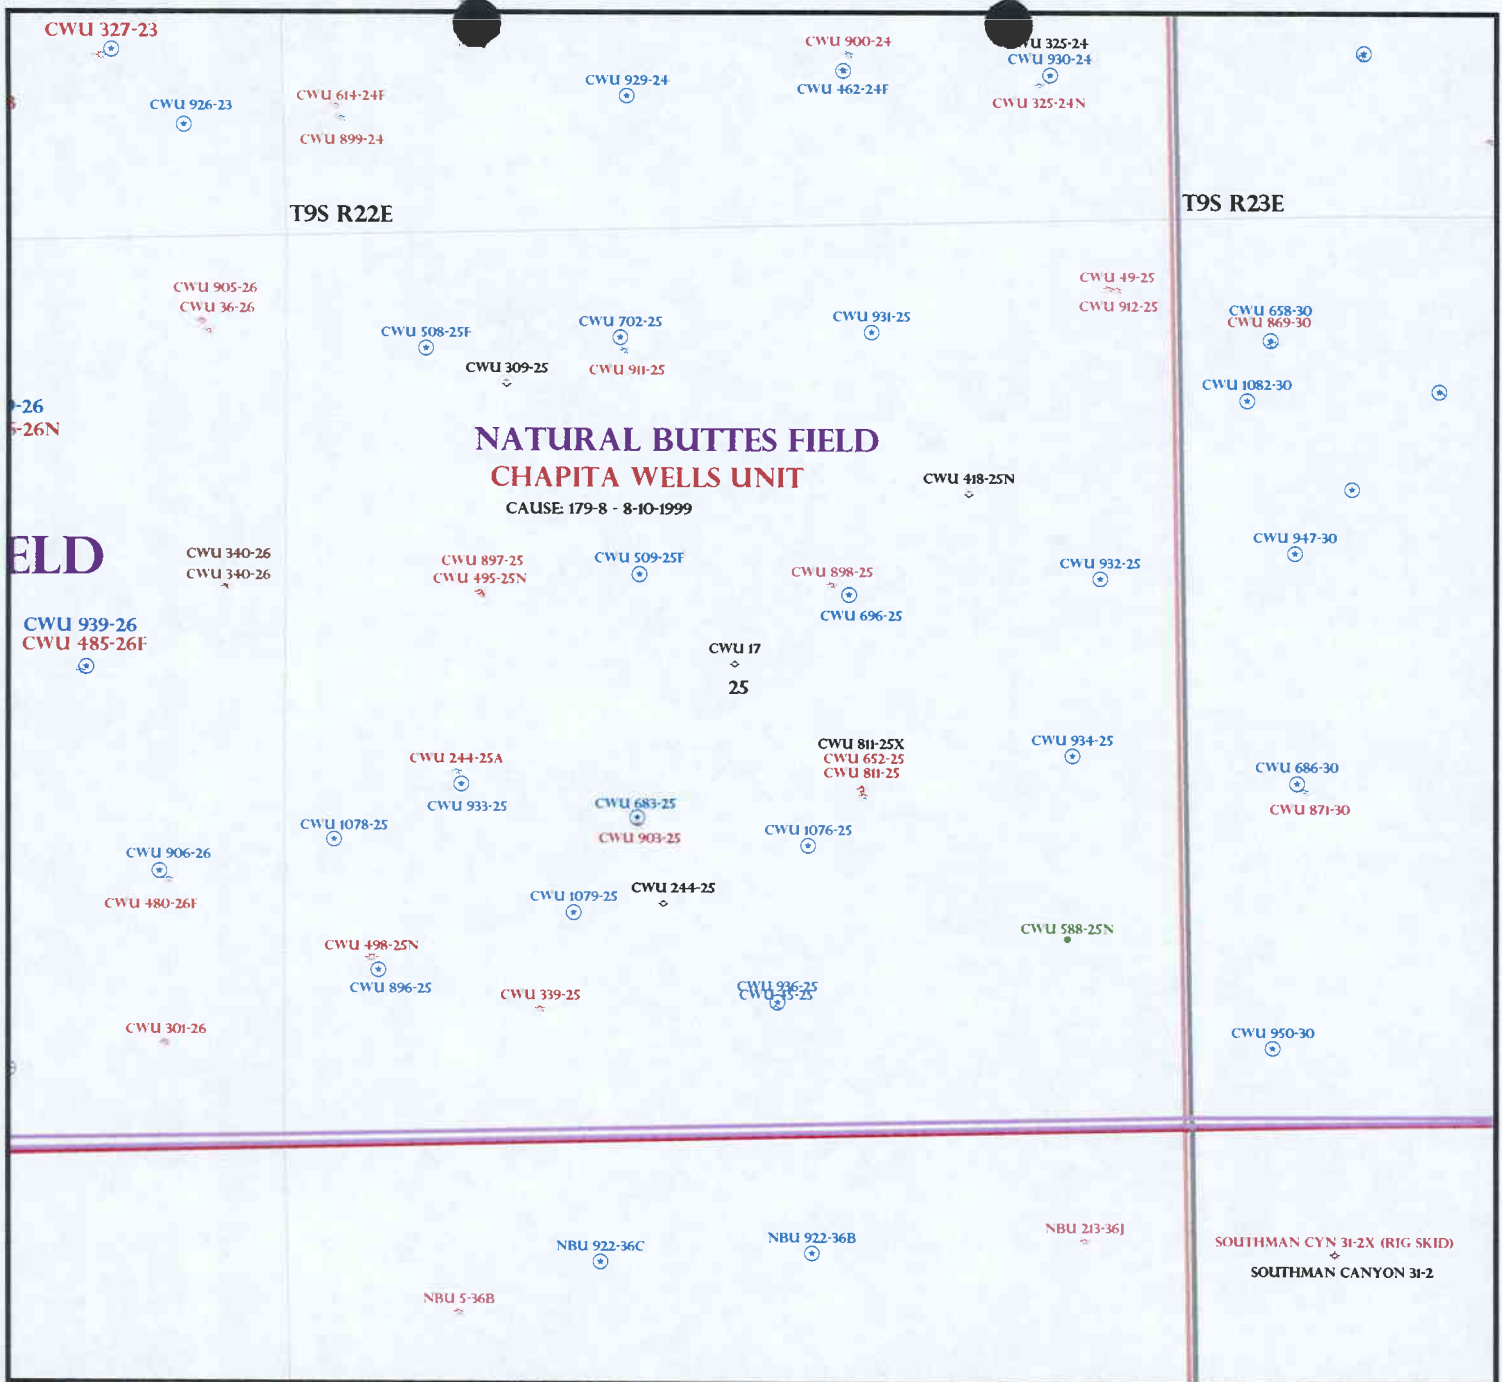 CWU 327-23
CWU 926-23
CWU 614-24F
CWU 899-24
CWU 929-24
CWU 900-24
CWU 462-24F
WU 325-24
CWU 930-24
CWU 325-24N
T9S R22E
T9S R23E
CWU 905-26
CWU 36-26
CWU 508-25F
CWU 309-25
CWU 702-25
CWU 911-25
CWU 931-25
CWU 49-25
CWU 912-25
CWU 658-30
CWU 869-30
CWU 1082-30
-26
-26N
NATURAL BUTTES FIELD
CHAPITA WELLS UNIT
CAUSE: 179-8 - 8-10-1999
CWU 418-25N
ELD
CWU 340-26
CWU 340-26
CWU 897-25
CWU 495-25N
CWU 509-25F
CWU 898-25
CWU 696-25
CWU 932-25
CWU 947-30
CWU 939-26
CWU 485-26F
CWU 17
25
CWU 244-25A
CWU 933-25
CWU 811-25X
CWU 652-25
CWU 811-25
CWU 934-25
CWU 686-30
CWU 871-30
CWU 1078-25
CWU 683-25
CWU 903-25
CWU 1076-25
CWU 906-26
CWU 480-26F
CWU 1079-25
CWU 244-25
CWU 588-25N
CWU 498-25N
CWU 896-25
CWU 339-25
CWU 936-25
CWU -25
CWU 301-26
CWU 950-30
NBU 922-36C
NBU 922-36B
NBU 213-36J
SOUTHMAN CYN 31-2X (RIG SKID)
SOUTHMAN CANYON 31-2
NBU 5-36B